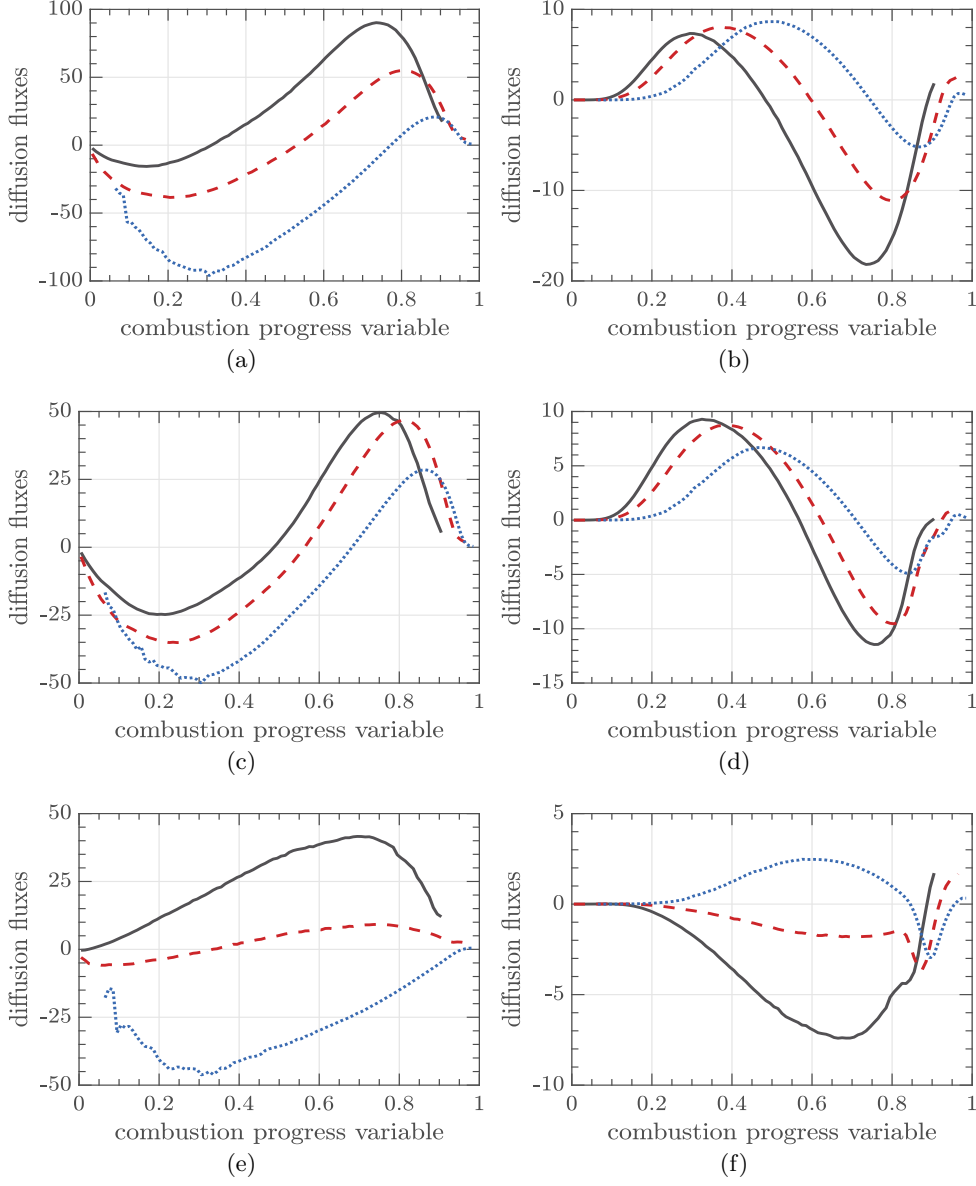 100
50
0
-50
-100
diffusion fluxes
0 0.2 0.4 0.6 0.8 1
combustion progress variable
(a)
10
0
-10
-20
diffusion fluxes
0 0.2 0.4 0.6 0.8 1
combustion progress variable
(b)
50
25
0
-25
-50
diffusion fluxes
0 0.2 0.4 0.6 0.8 1
combustion progress variable
(c)
10
5
0
-5
-10
-15
diffusion fluxes
0 0.2 0.4 0.6 0.8 1
combustion progress variable
(d)
50
25
0
-25
-50
diffusion fluxes
0 0.2 0.4 0.6 0.8 1
combustion progress variable
(e)
5
0
-5
-10
diffusion fluxes
0 0.2 0.4 0.6 0.8 1
combustion progress variable
(f)